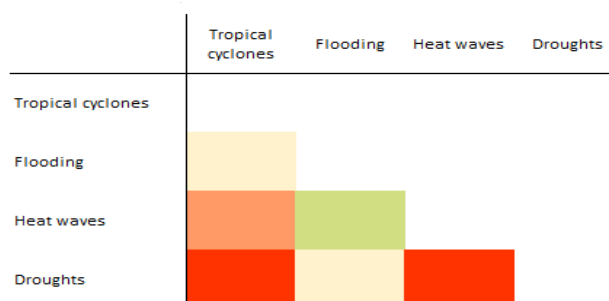 Tropical
cyclones
Flooding
Heat waves
Droughts
Tropical cyclones
Flooding
Heat waves
Droughts